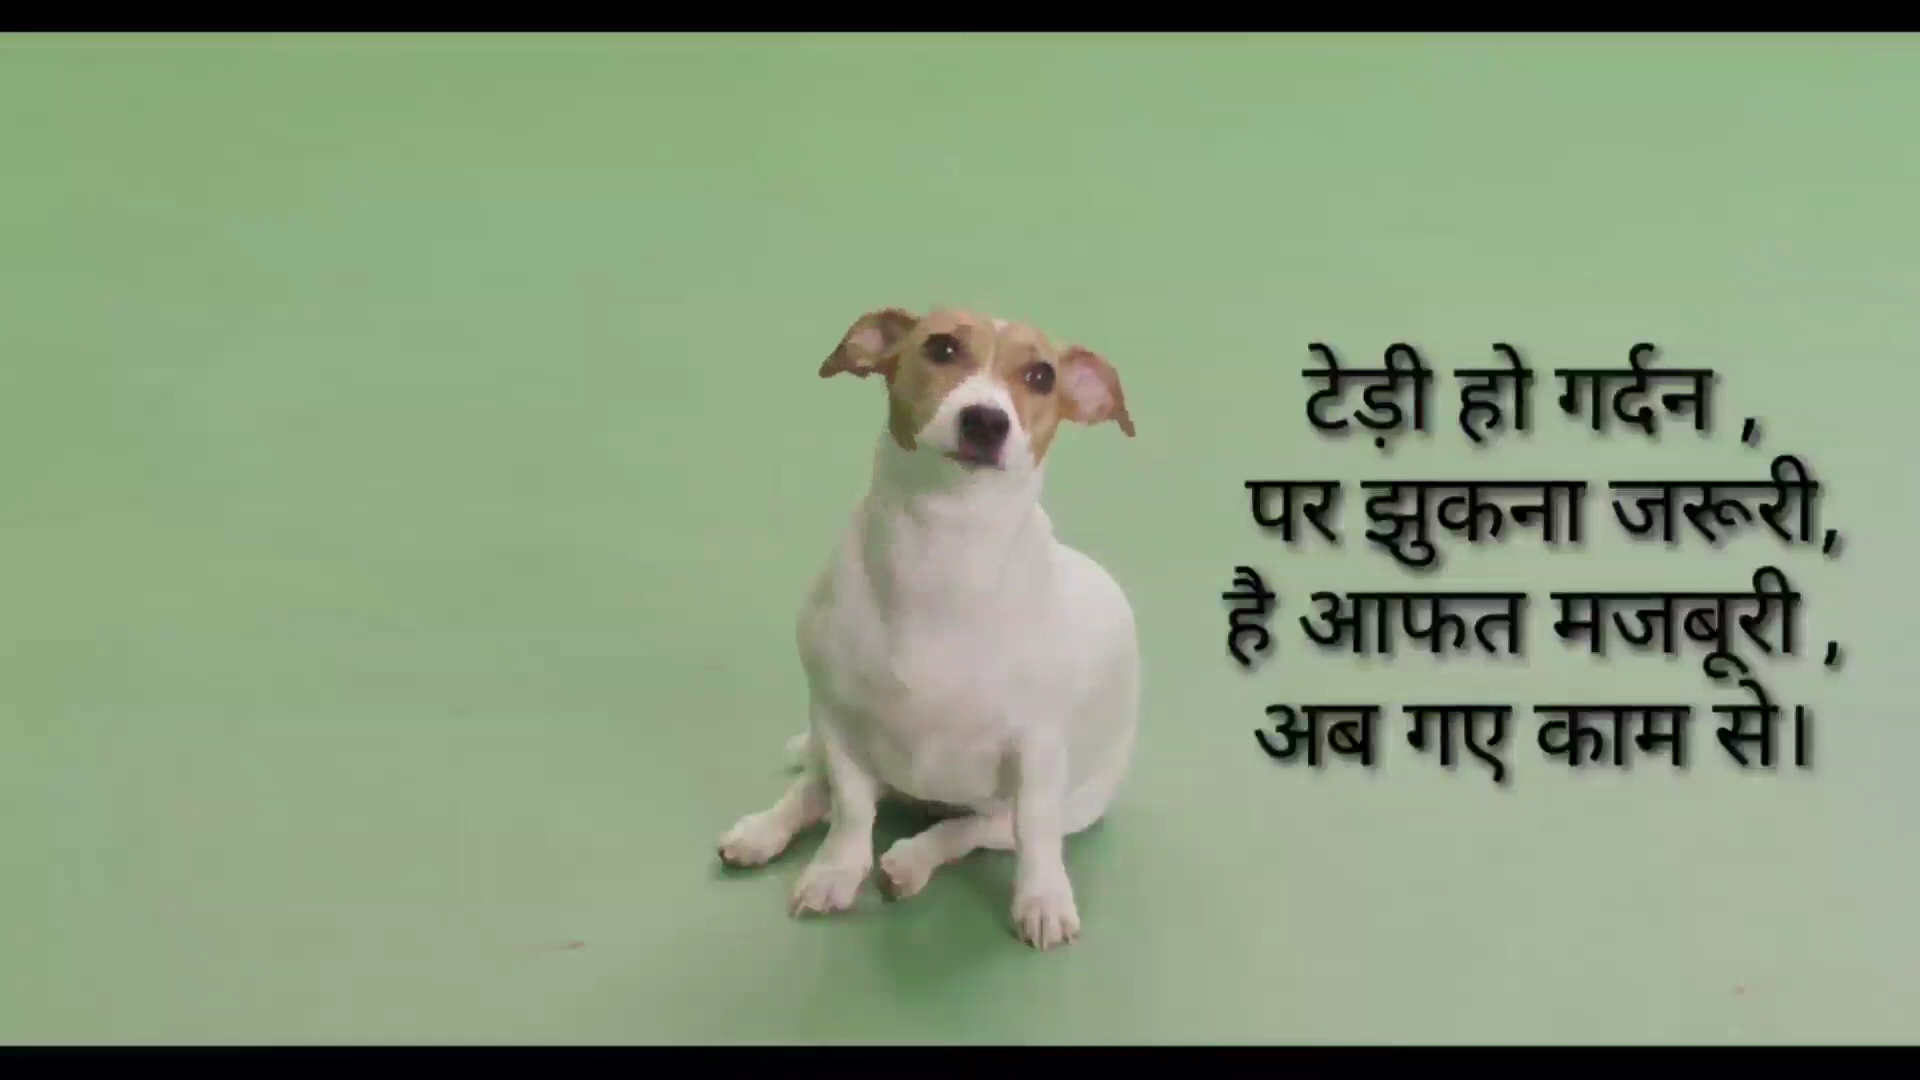 टेड़ी हो गर्दन ,
पर झुकना जरूरी,
है आफत मजबूरी ,
अब गए काम से।